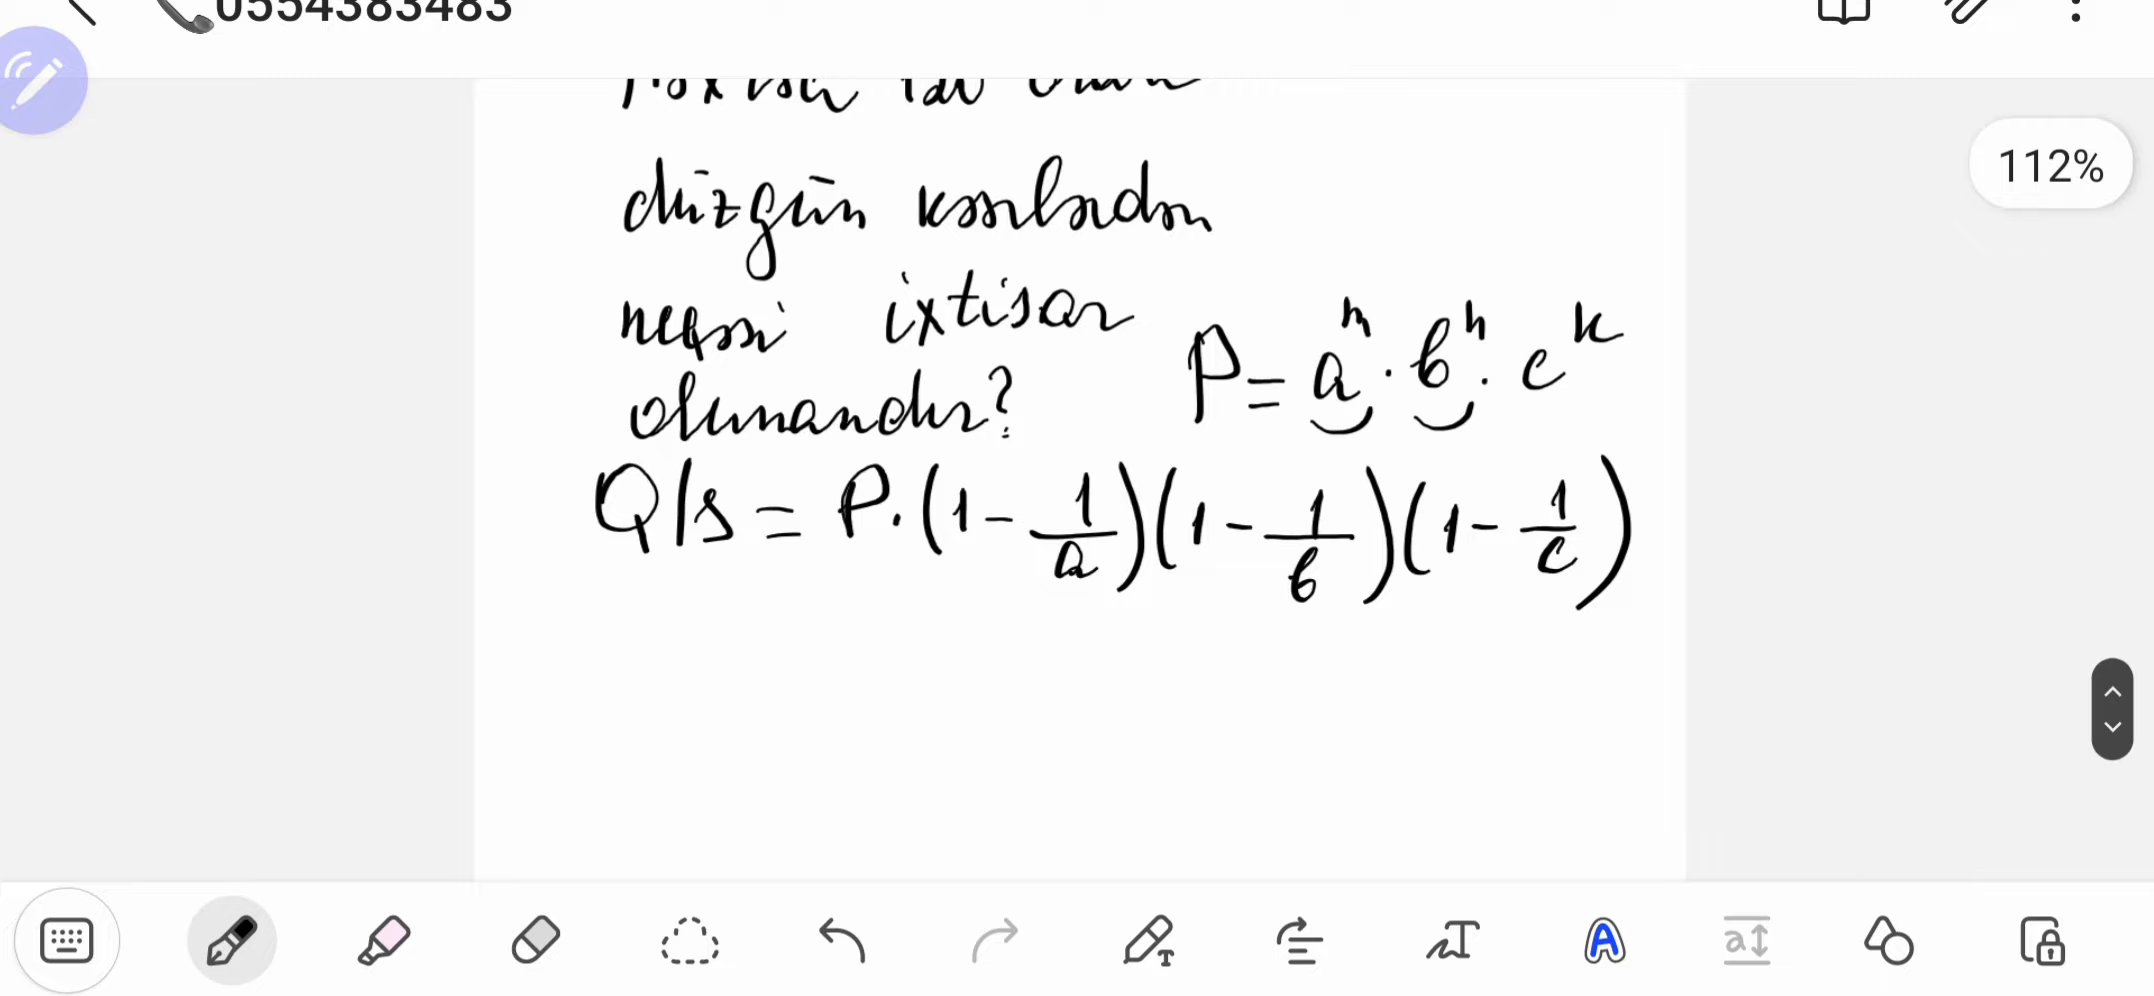 0554383483
112%
düzgün kəsrlərdən
neçəsi ixtisar
olunandır?
P = a^m · b^n · c^k
Q/s = P · (1 - 1/a)(1 - 1/b)(1 - 1/c)